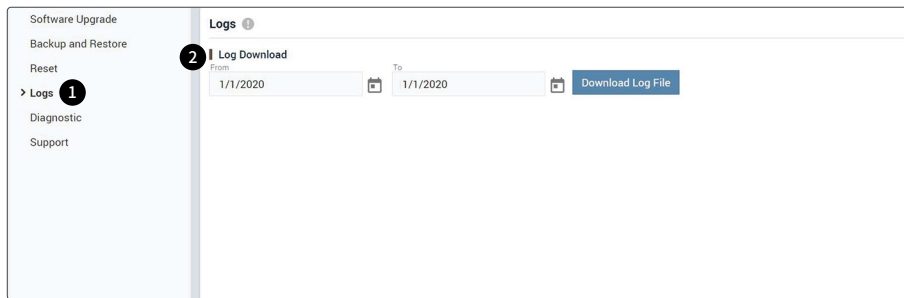 Software Upgrade
Backup and Restore
Reset
> Logs 1
Diagnostic
Support
Logs !
2 Log Download
From
To
1/1/2020
1/1/2020
Download Log File